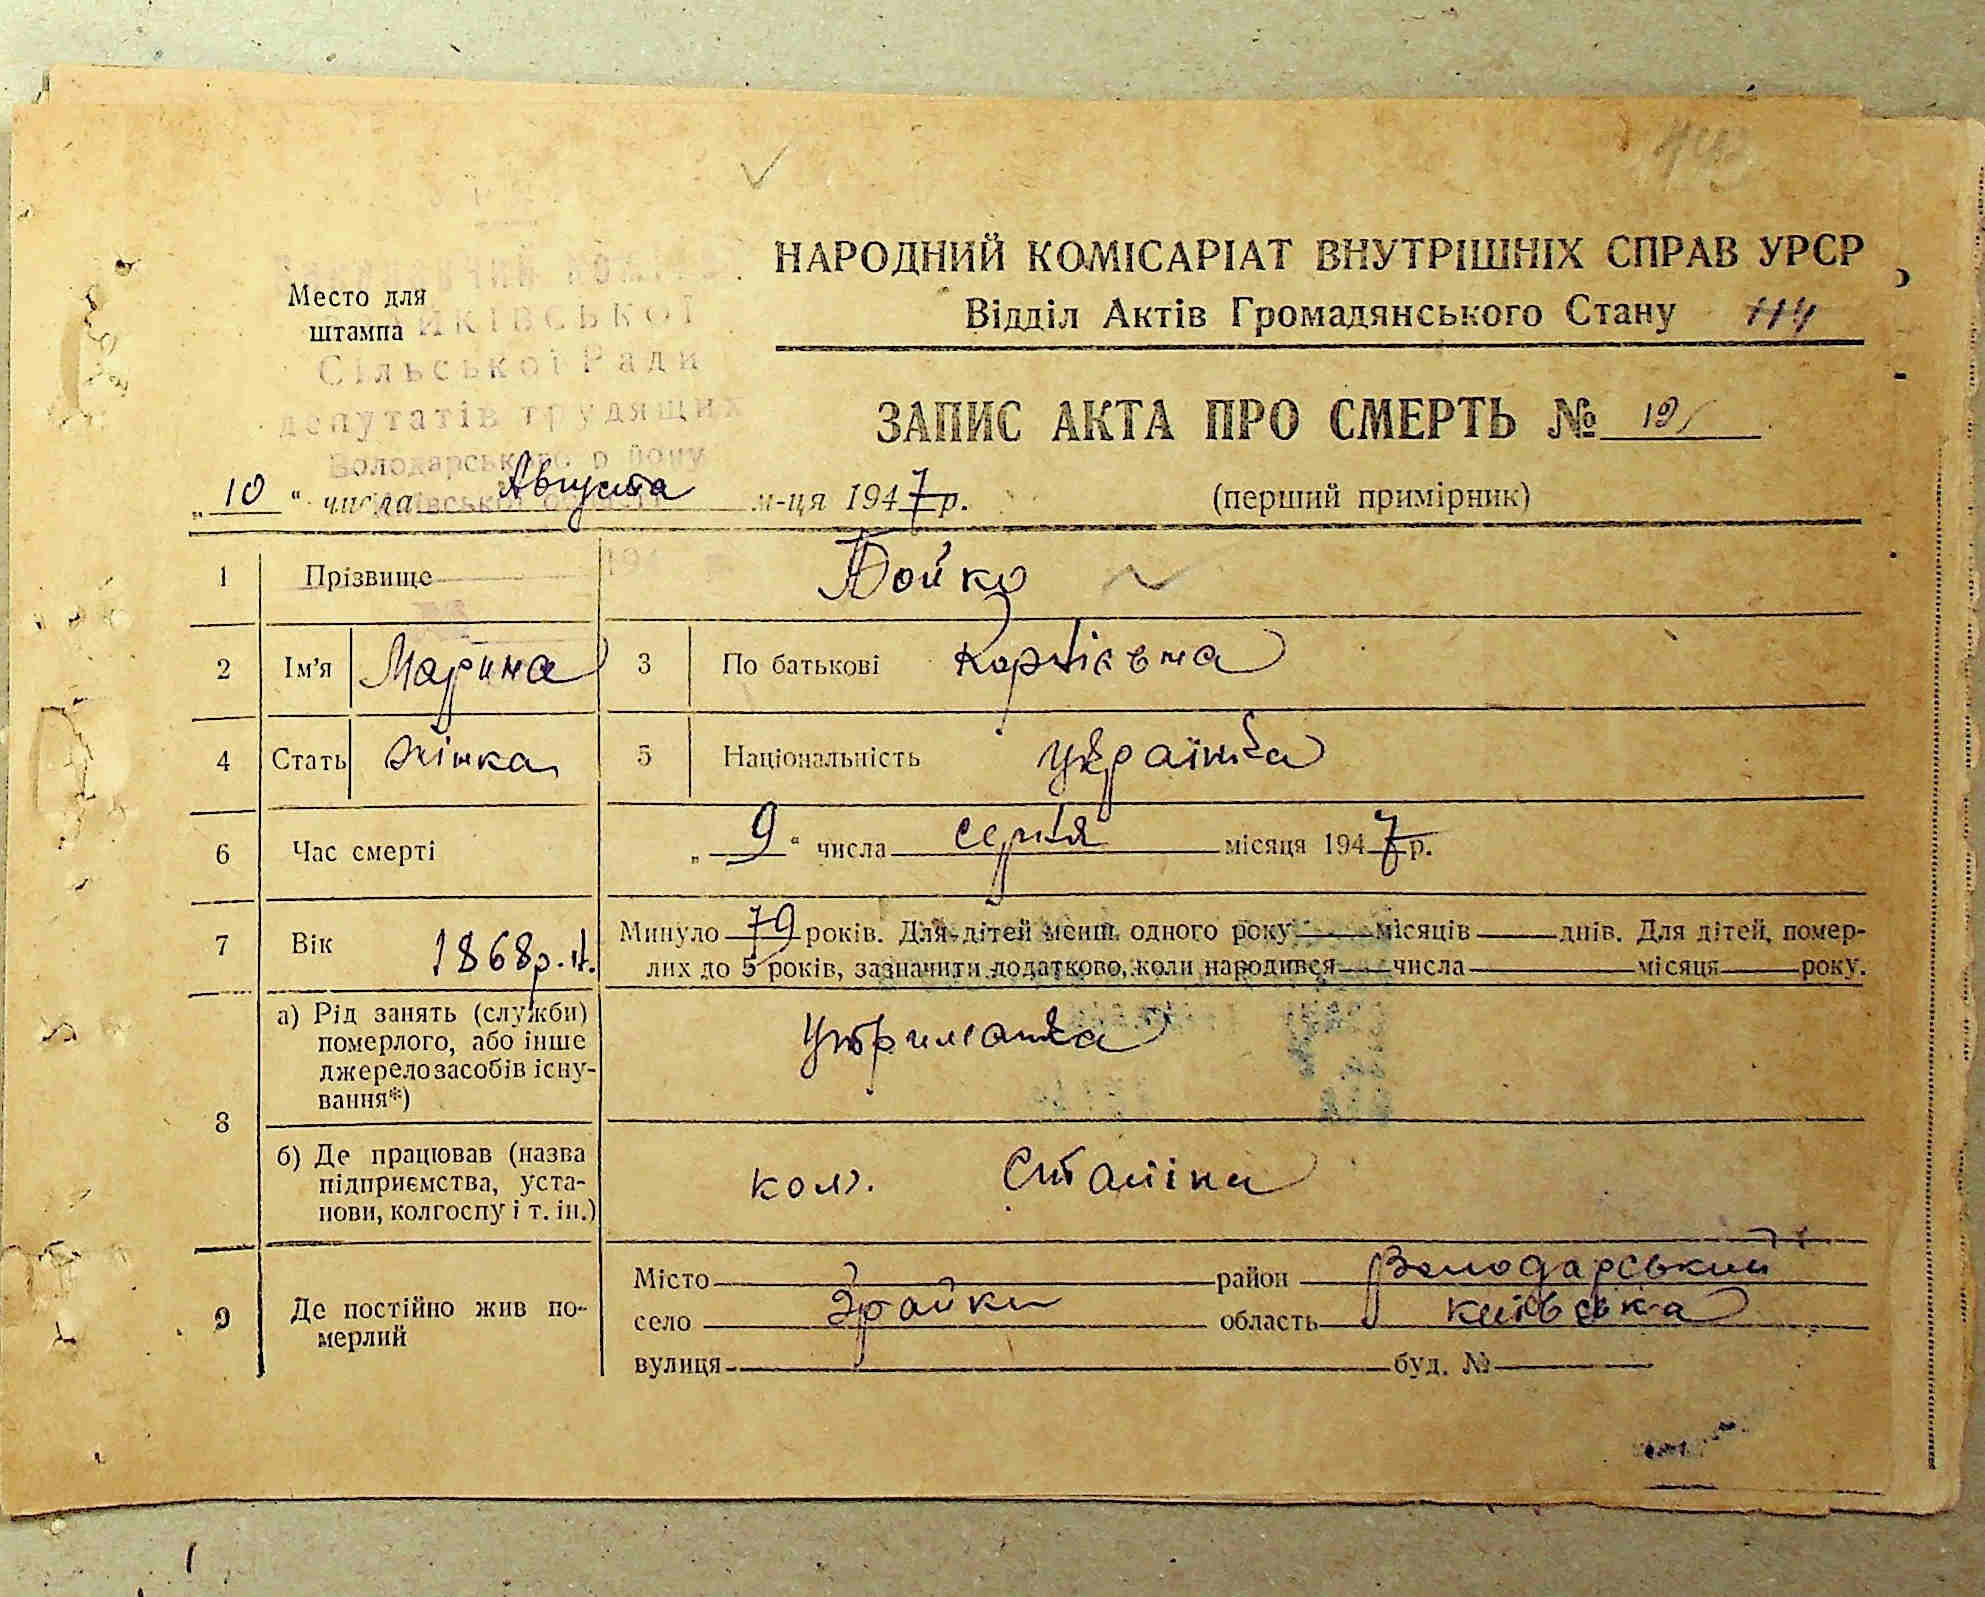 НАРОДНИЙ КОМІСАРІАТ ВНУТРІШНІХ СПРАВ УРСР
Відділ Актів Громадянського Стану 114
Место для
штампа
Сільської Ради
депутатів трудящих
ЗАПИС АКТА ПРО СМЕРТЬ № 19
„10“ числа Августа м-ця 1947 р. (перший примірник)
1 Прізвище Бойко
2 Ім'я Марина 3 По батькові
4 Стать жінка 5 Національність українка
6 Час смерті „9“ числа серпня місяця 1947 р.
7 Вік 1868 р. н. Минуло 79 років. Для дітей менш одного року місяців днів. Для дітей, помер-
лих до 5 років, зазначити додатково, коли народився числа місяця року.
8 а) Рід занять (служби)
померлого, або інше
джерело засобів існу-
вання*) Утриманка
б) Де працював (назва
підприємства, уста-
нови, колгоспу і т. ін.) кол. Сталіна
9 Де постійно жив по-
мерлий
Місто район Володарський
село Зрайки область київська
вулиця буд. №